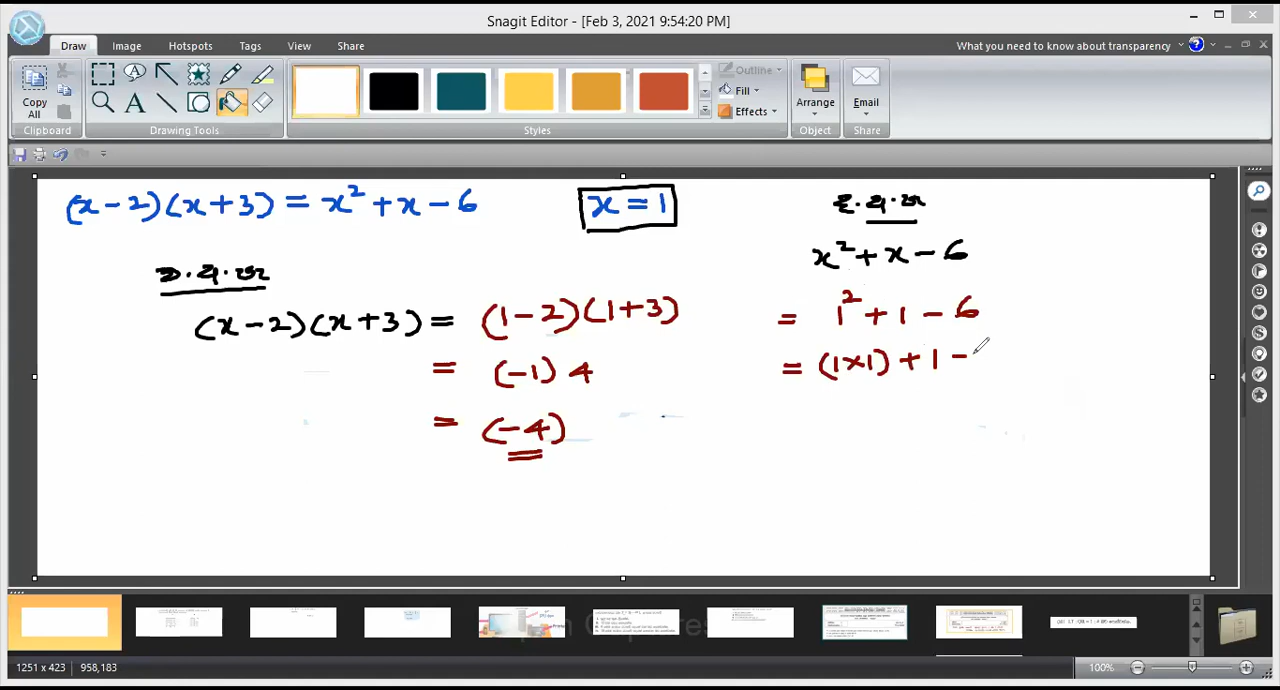 Snagit Editor - [Feb 3, 2021 9:54:20 PM]
Draw Image Hotspots Tags View Share What you need to know about transparency
Copy All
Outline
Fill
Effects
Arrange
Email
Clipboard Drawing Tools Styles Object Share
(x-2)(x+3) = x² + x - 6
x = 1
(x-2)(x+3) = (1-2)(1+3)
= (-1) 4
= (-4)
x² + x - 6
= 1² + 1 - 6
= (1×1) + 1 -
1251 x 423 958,183 100%